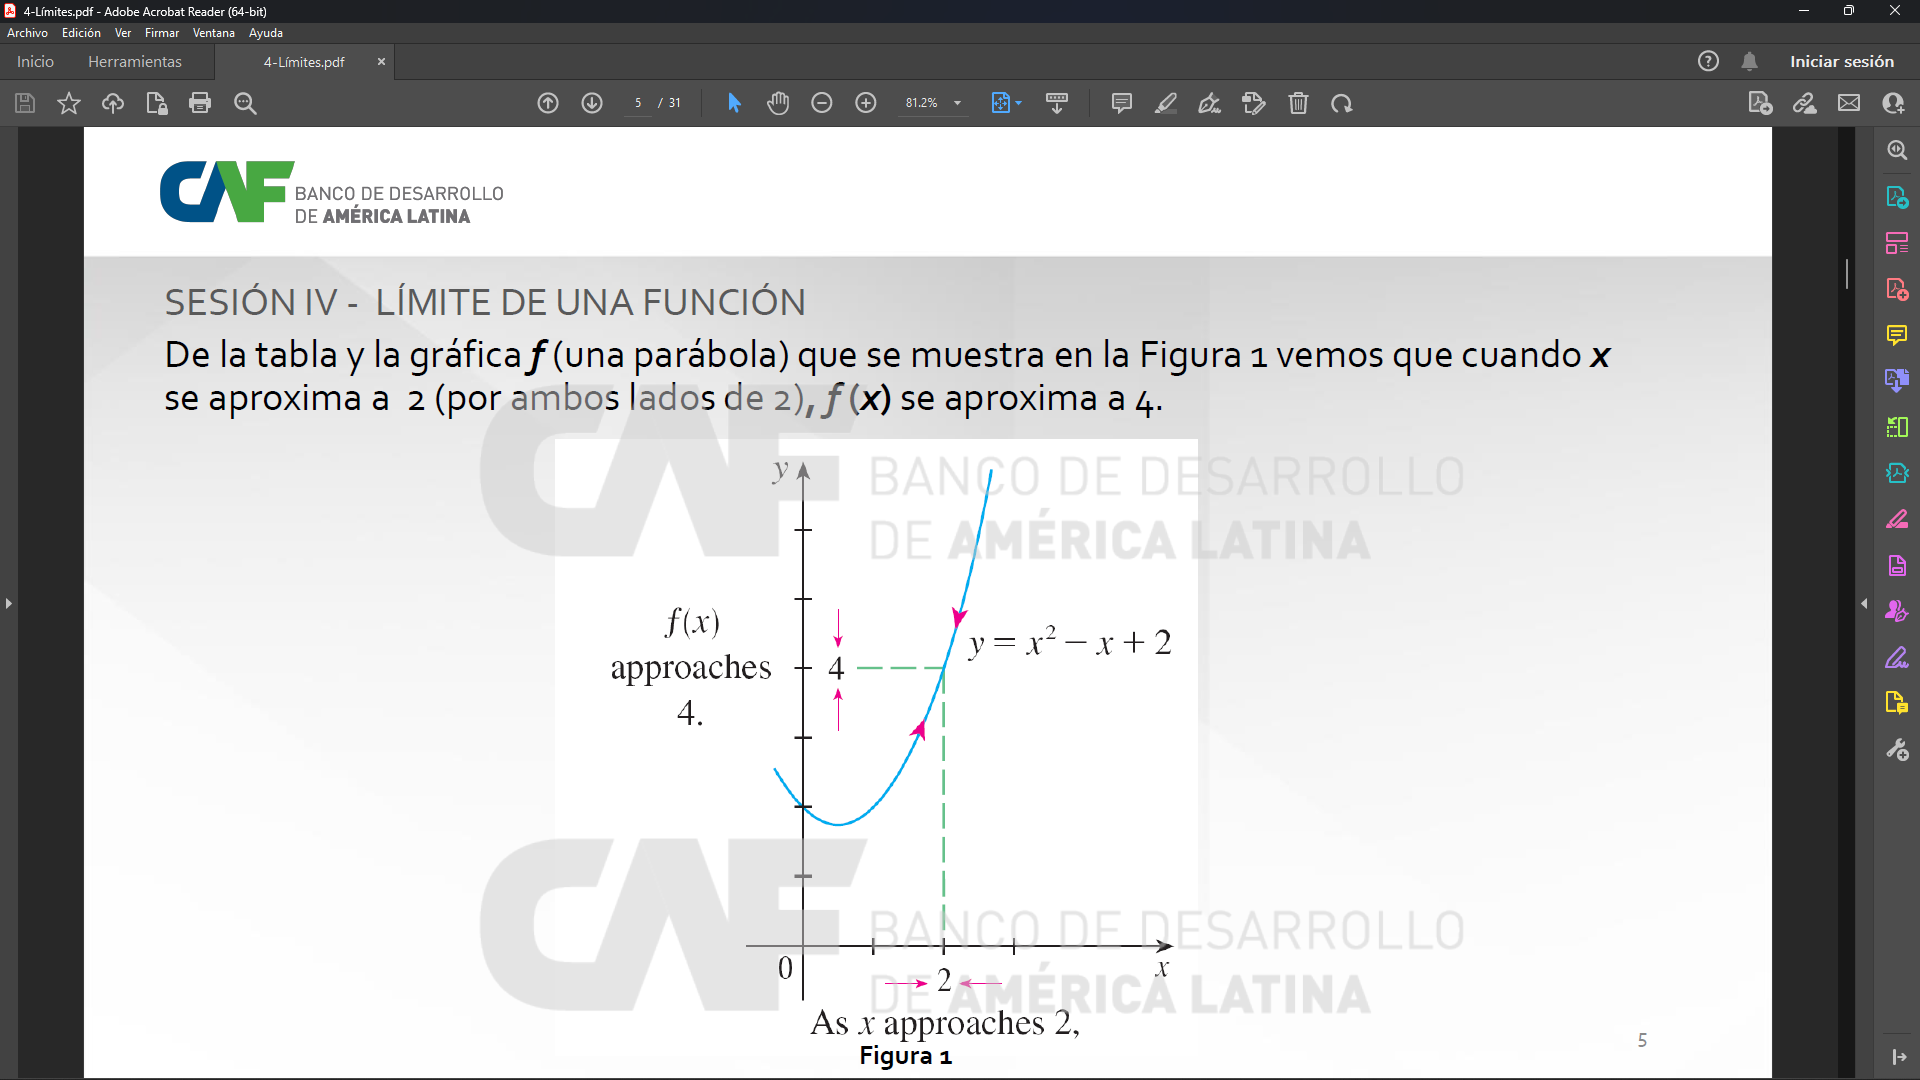 4-Límites.pdf - Adobe Acrobat Reader (64-bit)
Archivo Edición Ver Firmar Ventana Ayuda
Inicio Herramientas 4-Límites.pdf × Iniciar sesión
5 / 31 81.2%
CAF BANCO DE DESARROLLO
DE AMÉRICA LATINA
SESIÓN IV - LÍMITE DE UNA FUNCIÓN
De la tabla y la gráfica f (una parábola) que se muestra en la Figura 1 vemos que cuando x
se aproxima a 2 (por ambos lados de 2), f (x) se aproxima a 4.
CAF BANCO DE DESARROLLO
DE AMÉRICA LATINA
y
f(x)
approaches
4.
4
y = x² − x + 2
CAF BANCO DE DESARROLLO
DE AMÉRICA LATINA
0
2
x
As x approaches 2,
Figura 1
5